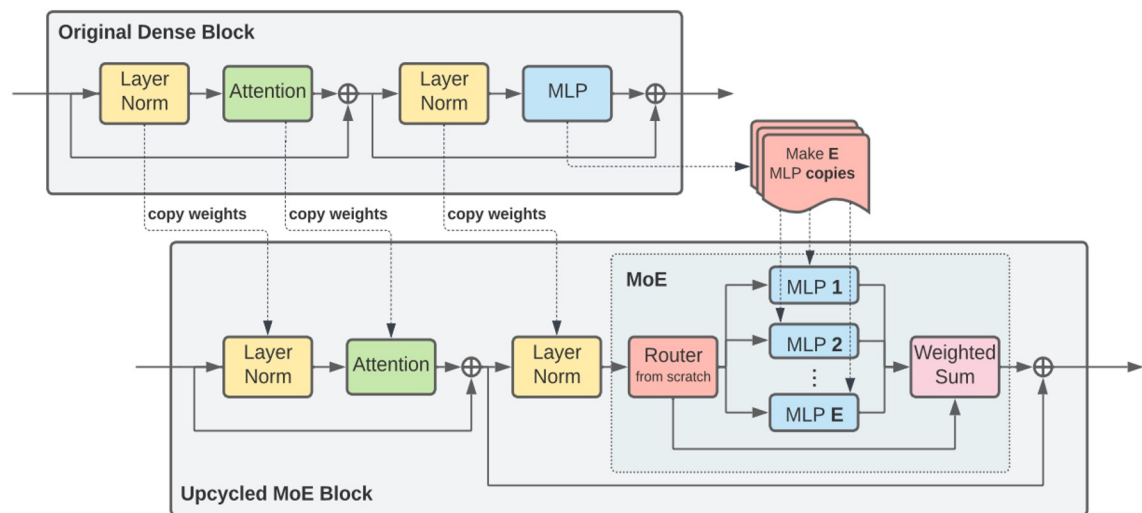 Original Dense Block
Layer
Norm
Attention
Layer
Norm
MLP
Make E
MLP copies
copy weights
copy weights
copy weights
MoE
MLP 1
Layer
Norm
Attention
Layer
Norm
Router
from scratch
MLP 2
⋮
MLP E
Weighted
Sum
Upcycled MoE Block